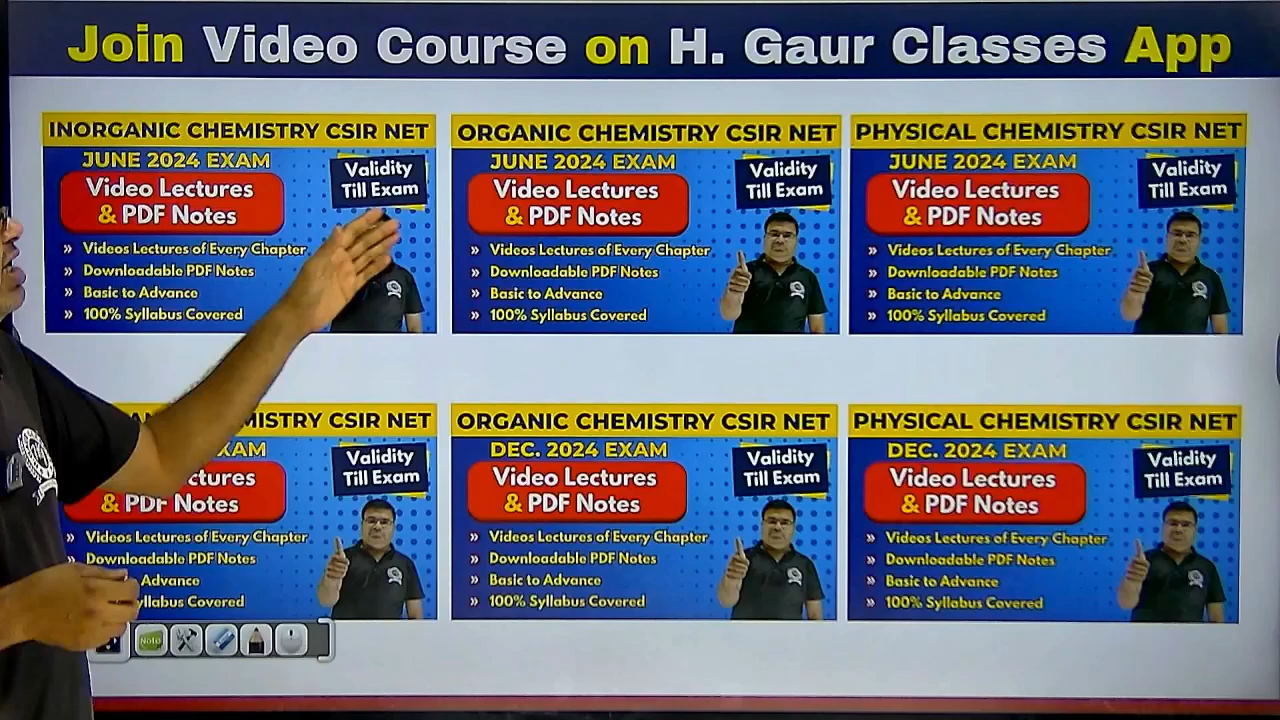 Join Video Course on H. Gaur Classes App
INORGANIC CHEMISTRY CSIR NET
JUNE 2024 EXAM
Validity
Till Exam
Video Lectures
& PDF Notes
» Videos Lectures of Every Chapter
» Downloadable PDF Notes
» Basic to Advance
» 100% Syllabus Covered
ORGANIC CHEMISTRY CSIR NET
JUNE 2024 EXAM
Validity
Till Exam
Video Lectures
& PDF Notes
» Videos Lectures of Every Chapter
» Downloadable PDF Notes
» Basic to Advance
» 100% Syllabus Covered
PHYSICAL CHEMISTRY CSIR NET
JUNE 2024 EXAM
Validity
Till Exam
Video Lectures
& PDF Notes
» Videos Lectures of Every Chapter
» Downloadable PDF Notes
» Basic to Advance
» 100% Syllabus Covered
CSIR NET
EXAM
Validity
Till Exam
& PDF Notes
» Videos Lectures of Every Chapter
» Downloadable PDF Notes
Advance
Covered
ORGANIC CHEMISTRY CSIR NET
DEC. 2024 EXAM
Validity
Till Exam
Video Lectures
& PDF Notes
» Videos Lectures of Every Chapter
» Downloadable PDF Notes
» Basic to Advance
» 100% Syllabus Covered
PHYSICAL CHEMISTRY CSIR NET
DEC. 2024 EXAM
Validity
Till Exam
Video Lectures
& PDF Notes
» Videos Lectures of Every Chapter
» Downloadable PDF Notes
» Basic to Advance
» 100% Syllabus Covered
Note